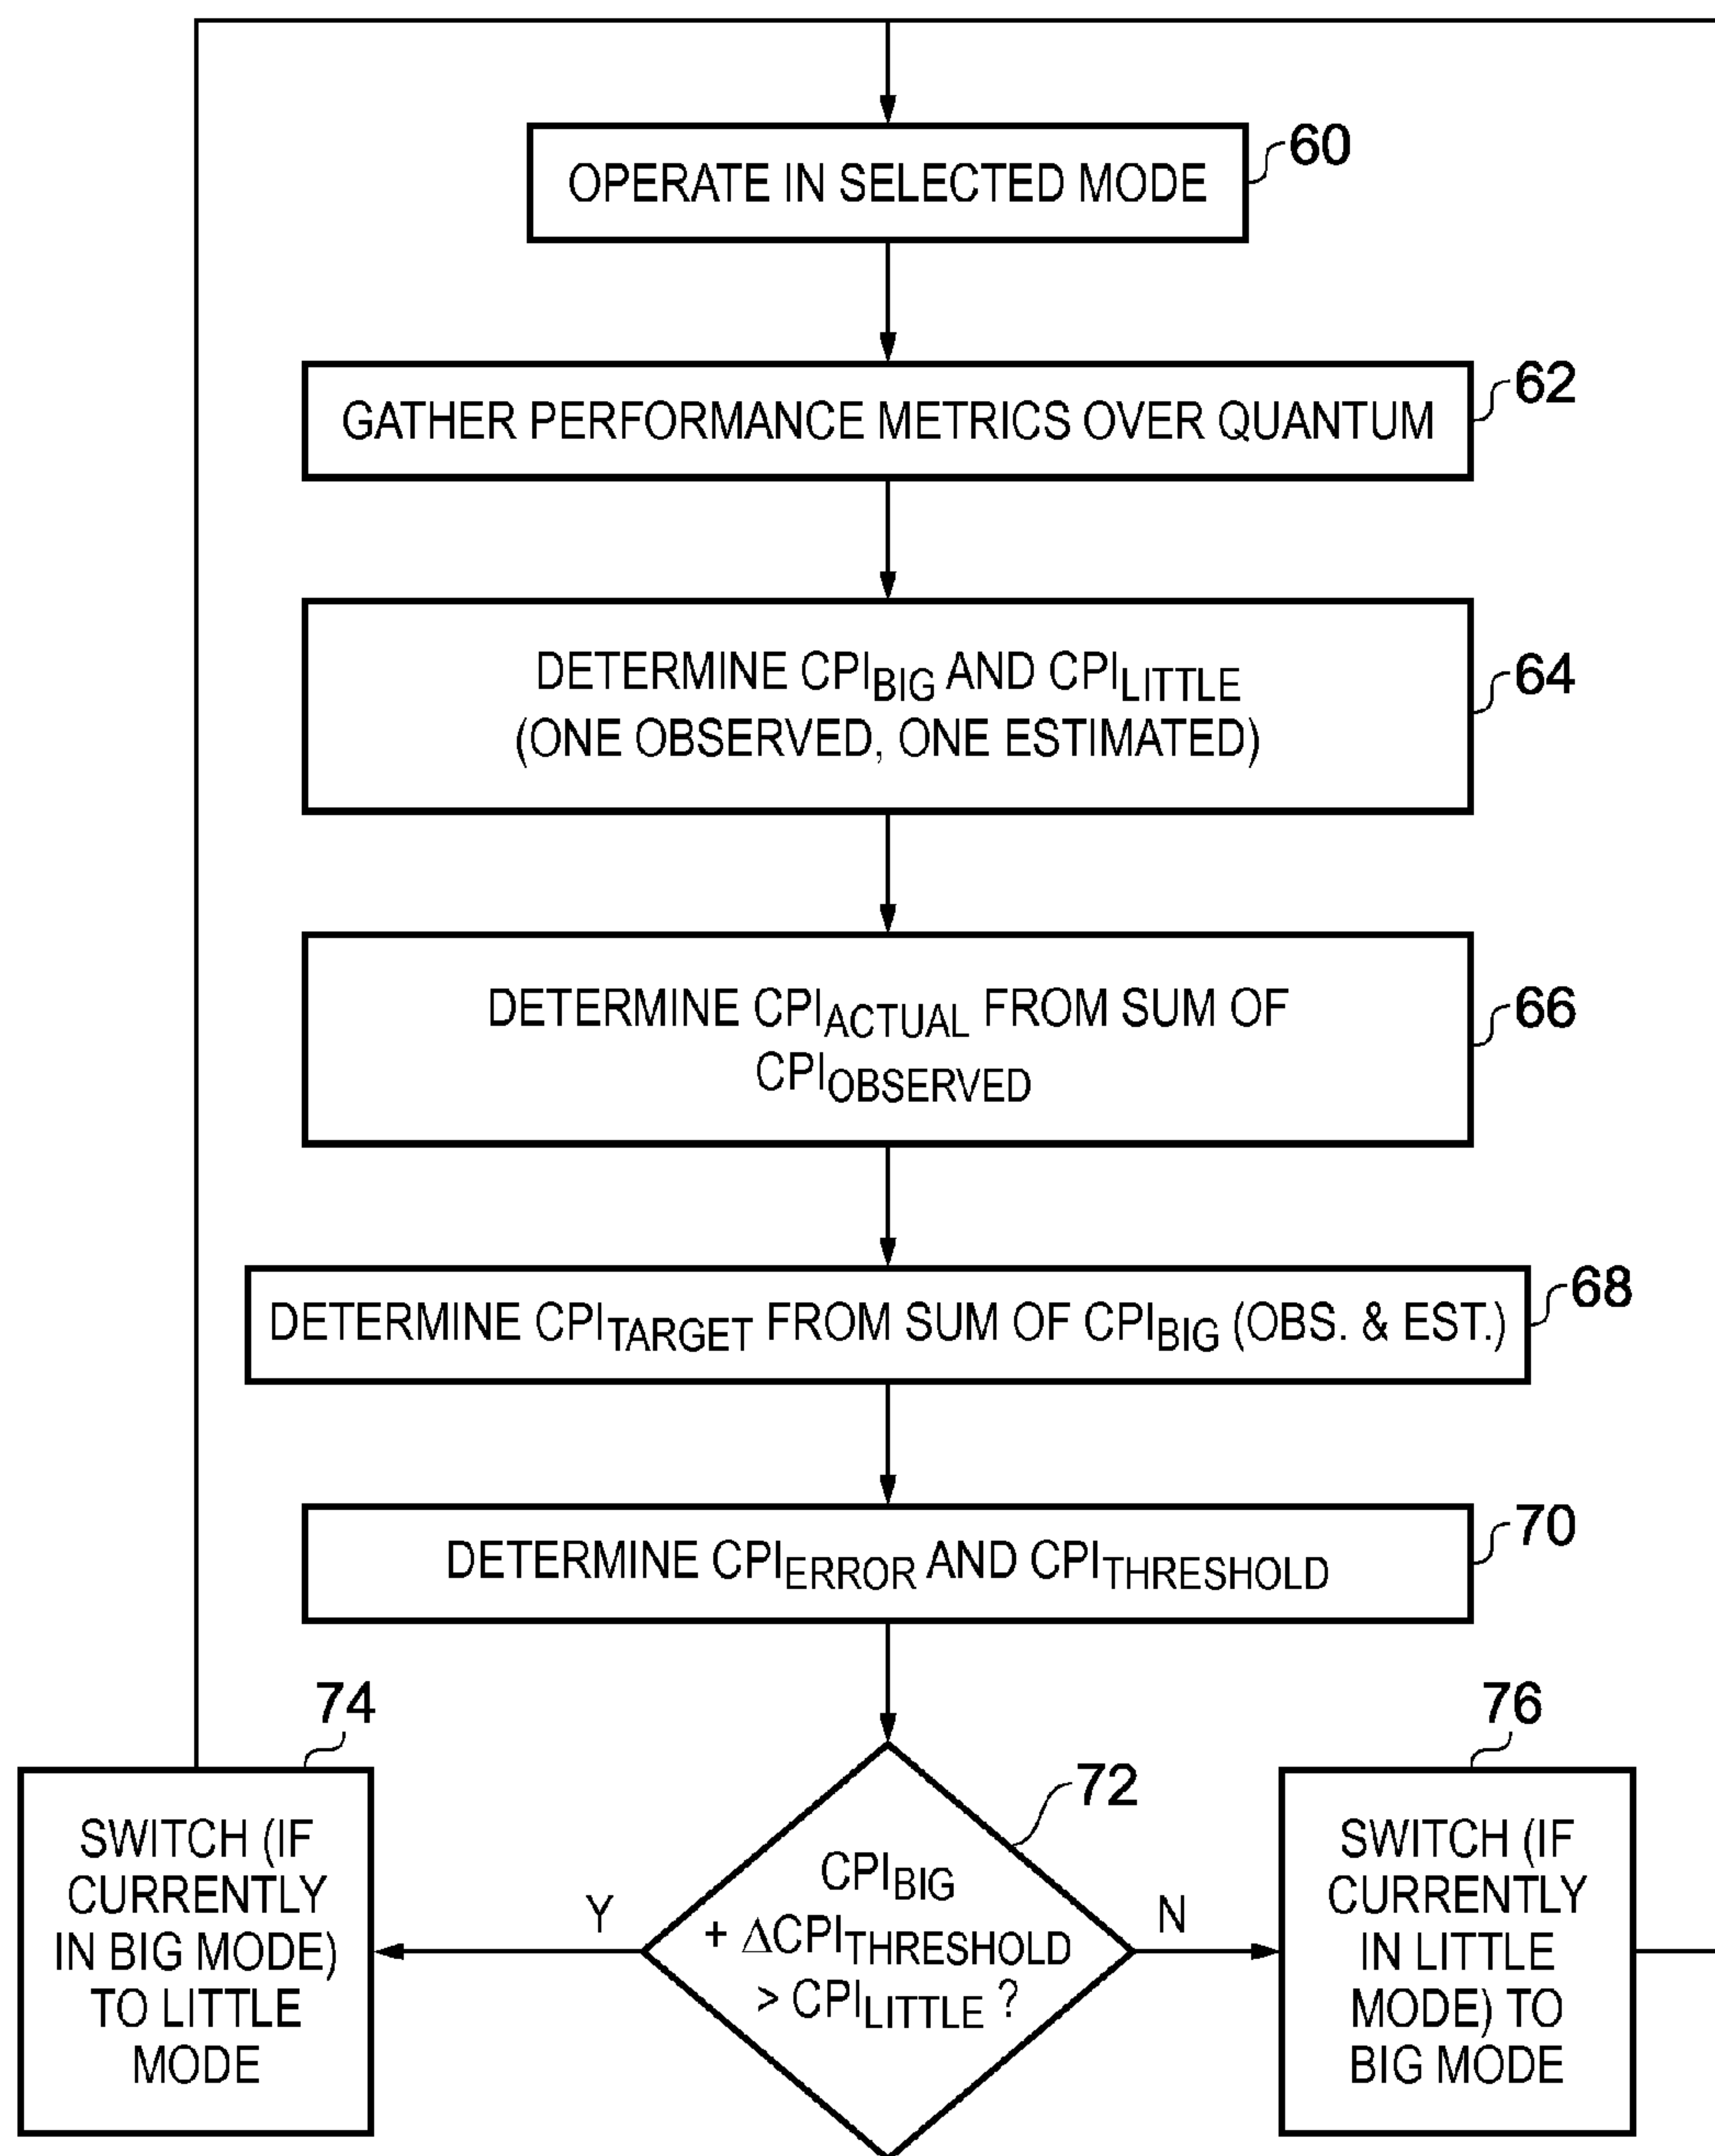 OPERATE IN SELECTED MODE
60
GATHER PERFORMANCE METRICS OVER QUANTUM
62
DETERMINE CPIBIG AND CPILITTLE
(ONE OBSERVED, ONE ESTIMATED)
64
DETERMINE CPIACTUAL FROM SUM OF
CPIOBSERVED
66
DETERMINE CPITARGET FROM SUM OF CPIBIG (OBS. & EST.)
68
DETERMINE CPIERROR AND CPITHRESHOLD
70
72
CPIBIG
+ ΔCPITHRESHOLD
> CPILITTLE ?
Y
N
74
SWITCH (IF
CURRENTLY
IN BIG MODE)
TO LITTLE
MODE
76
SWITCH (IF
CURRENTLY
IN LITTLE
MODE) TO
BIG MODE